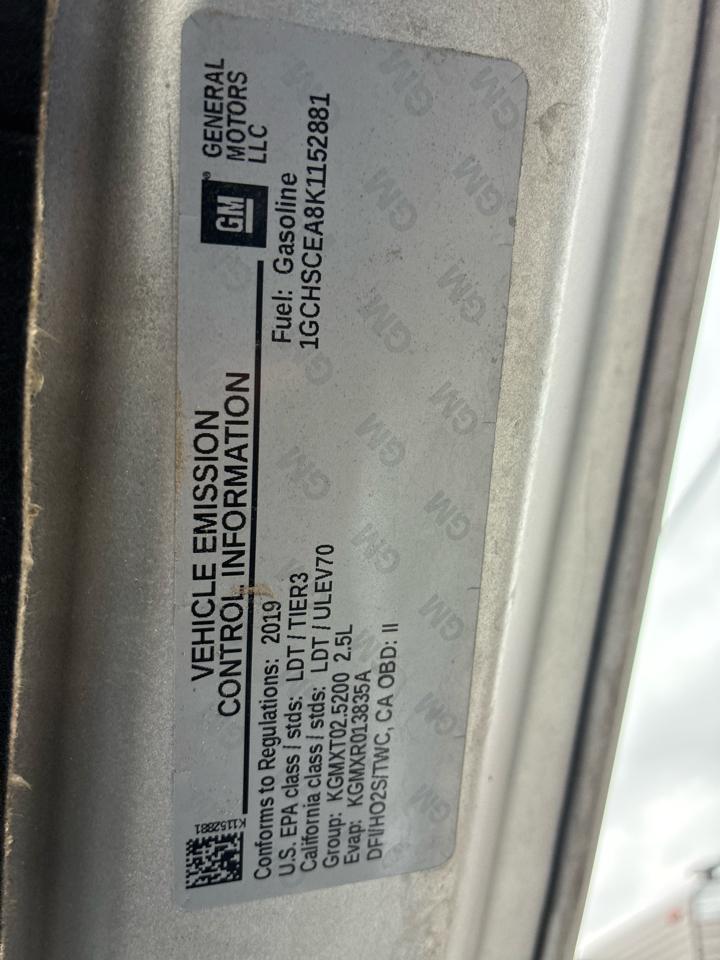 K1152881
VEHICLE EMISSION
CONTROL INFORMATION
GM
GENERAL
MOTORS
LLC
Conforms to Regulations: 2019
Fuel: Gasoline
U.S. EPA class / stds: LDT / TIER3
1GCHSCEA8K1152881
California class / stds: LDT / ULEV70
Group: KGMXT02.5200 2.5L
Evap: KGMXR013835A
DFI/HO2S/TWC, CA OBD: II